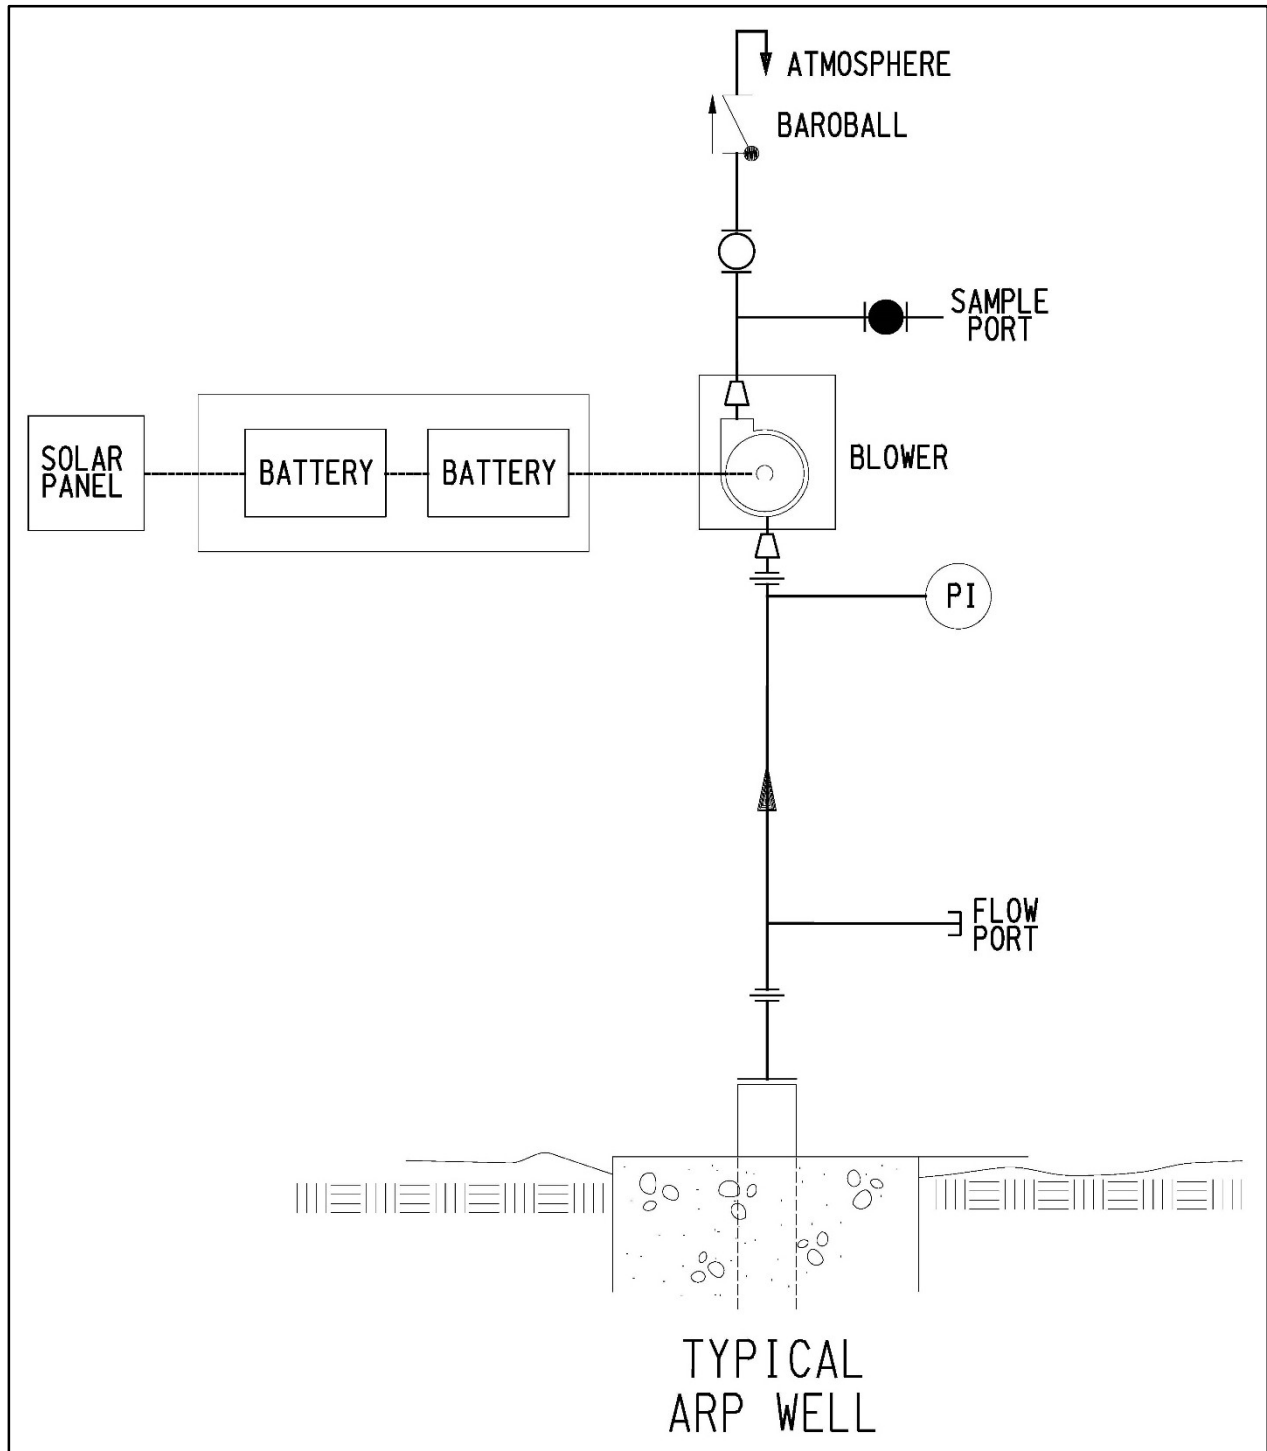 ATMOSPHERE
BAROBALL
SAMPLE
PORT
SOLAR
PANEL
BATTERY
BATTERY
BLOWER
PI
FLOW
PORT
TYPICAL
ARP WELL